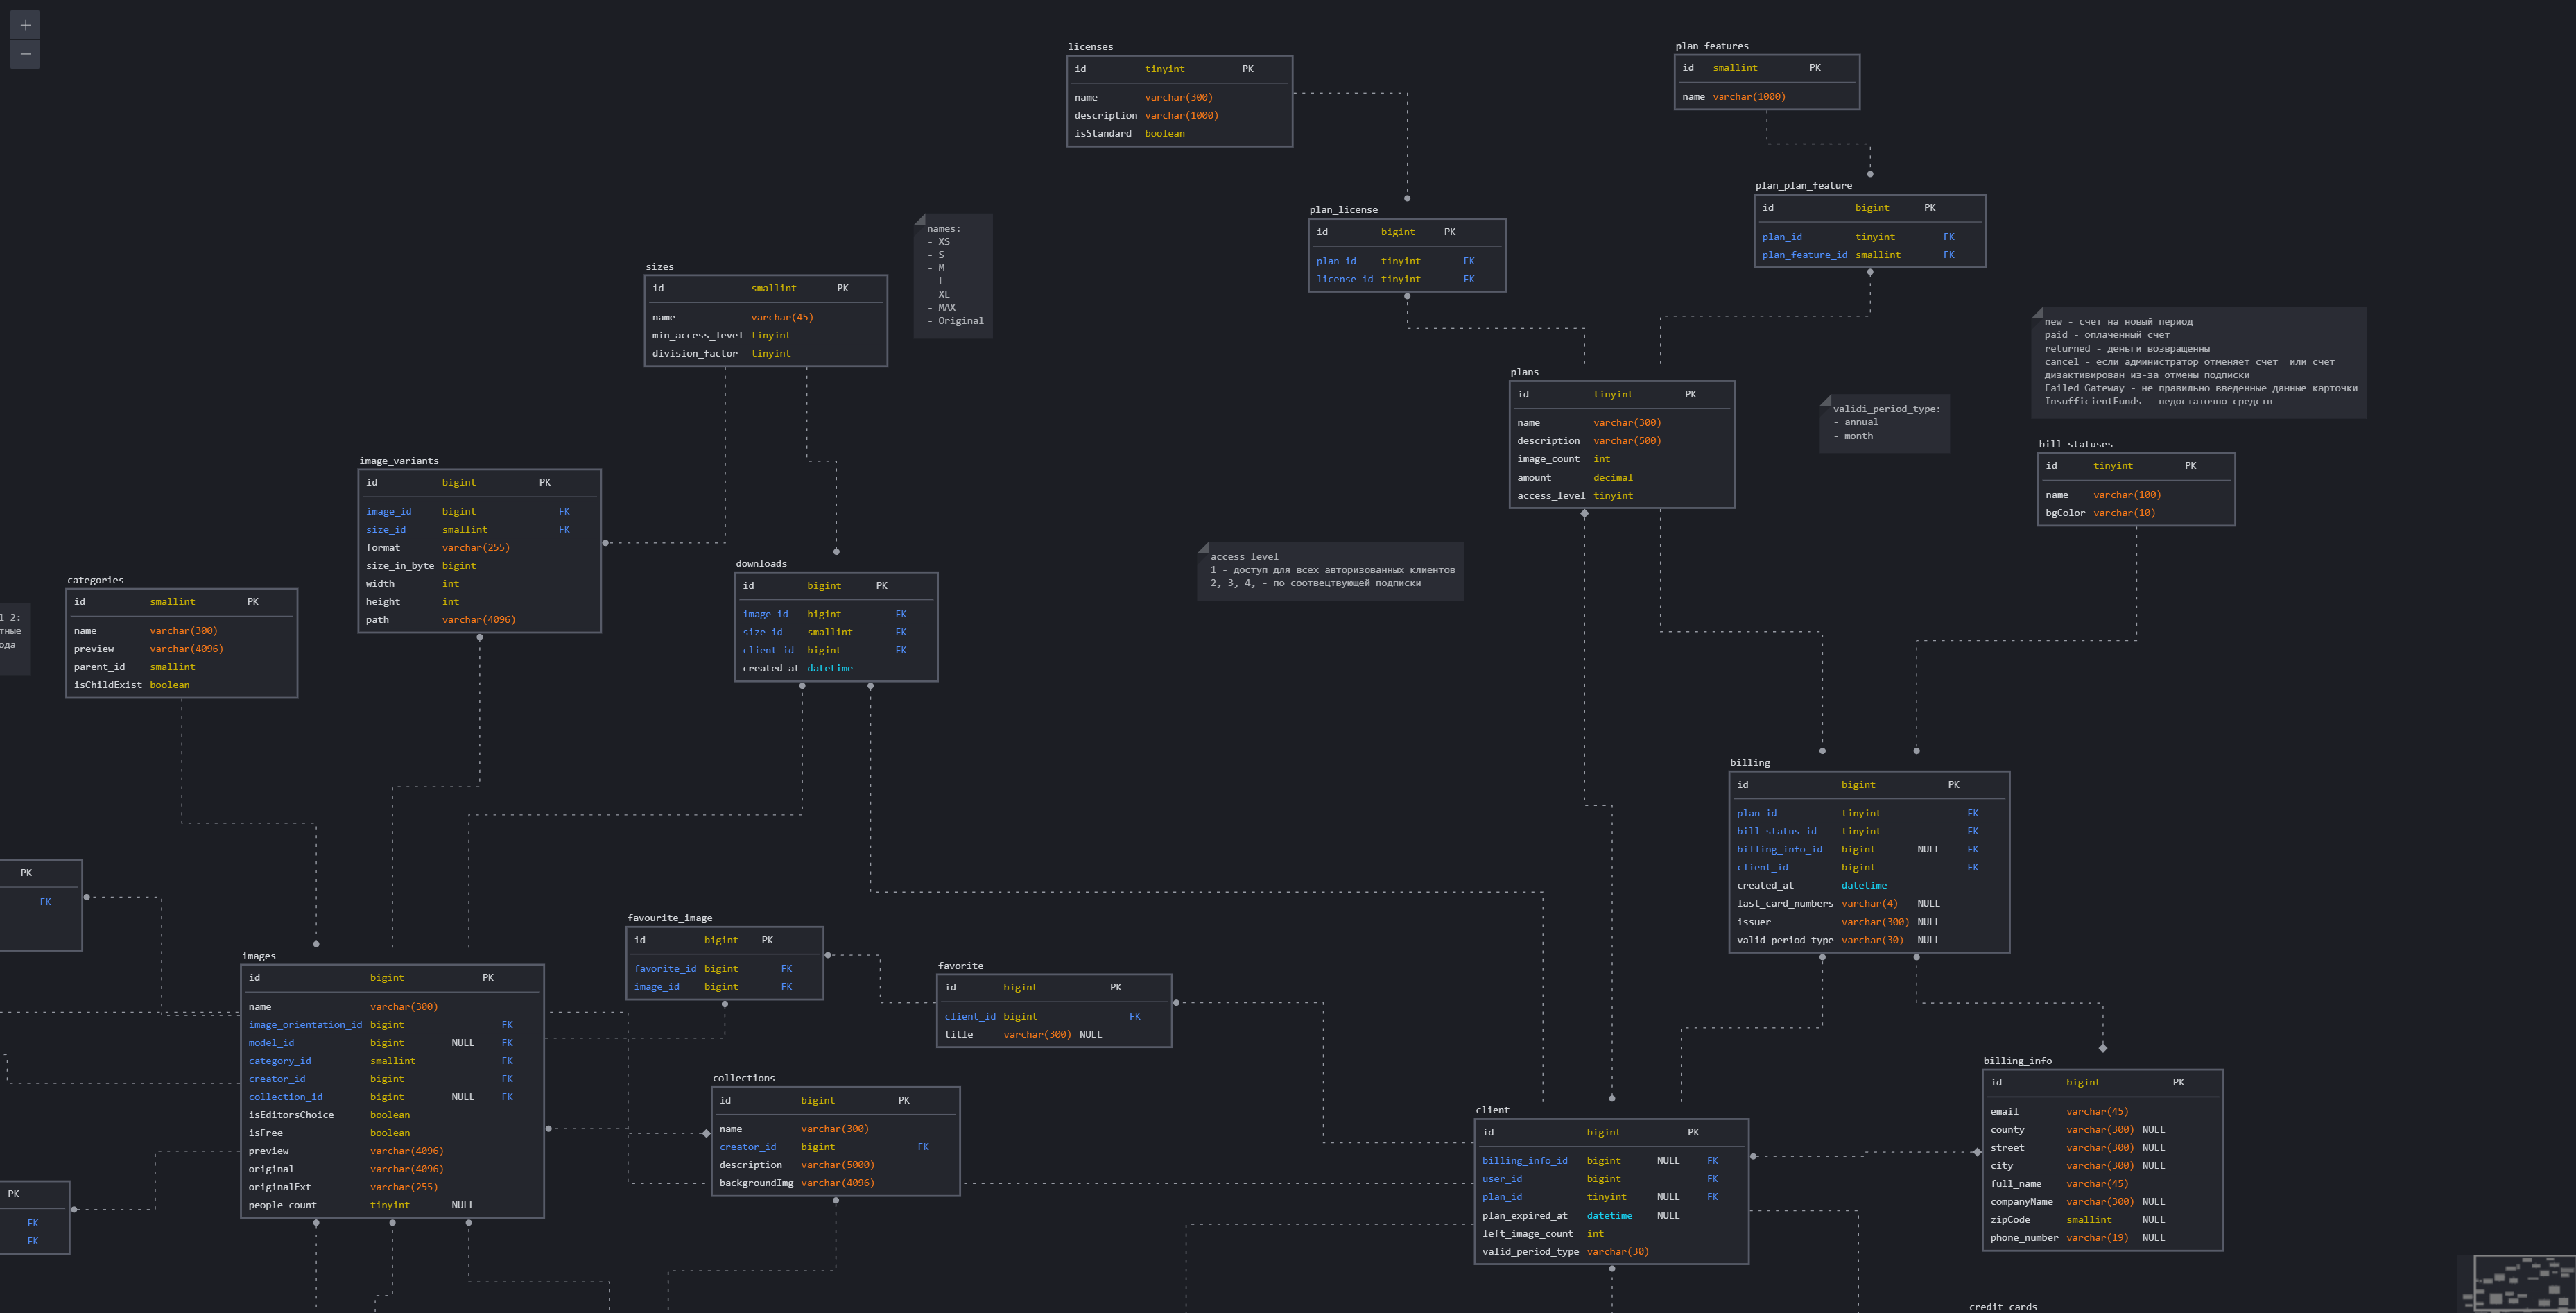 +
−
licenses
id tinyint PK
name varchar(300)
description varchar(1000)
isStandard boolean
plan_features
id smallint PK
name varchar(1000)
plan_license
id bigint PK
plan_id tinyint FK
license_id tinyint FK
plan_plan_feature
id bigint PK
plan_id tinyint FK
plan_feature_id smallint FK
names:
- XS
- S
- M
- L
- XL
- MAX
- Original
sizes
id smallint PK
name varchar(45)
min_access_level tinyint
division_factor tinyint
new - счет на новый период
paid - оплаченный счет
returned - деньги возвращенны
cancel - если администратор отменяет счет или счет
дизактивирован из-за отмены подписки
Failed Gateway - не правильно введенные данные карточки
InsufficientFunds - недостаточно средств
plans
id tinyint PK
name varchar(300)
description varchar(500)
image_count int
amount decimal
access_level tinyint
validi_period_type:
- annual
- month
bill_statuses
id tinyint PK
name varchar(100)
bgColor varchar(10)
image_variants
id bigint PK
image_id bigint FK
size_id smallint FK
format varchar(255)
size_in_byte bigint
width int
height int
path varchar(4096)
downloads
id bigint PK
image_id bigint FK
size_id smallint FK
client_id bigint FK
created_at datetime
access level
1 - доступ для всех авторизованных клиентов
2, 3, 4, - по соотвецтвующей подписки
categories
id smallint PK
name varchar(300)
preview varchar(4096)
parent_id smallint
isChildExist boolean
l 2:
тные
ода
billing
id bigint PK
plan_id tinyint FK
bill_status_id tinyint FK
billing_info_id bigint NULL FK
client_id bigint FK
created_at datetime
last_card_numbers varchar(4) NULL
issuer varchar(300) NULL
valid_period_type varchar(30) NULL
PK
FK
favourite_image
id bigint PK
favorite_id bigint FK
image_id bigint FK
images
id bigint PK
name varchar(300)
image_orientation_id bigint FK
model_id bigint NULL FK
category_id smallint FK
creator_id bigint FK
collection_id bigint NULL FK
isEditorsChoice boolean
isFree boolean
preview varchar(4096)
original varchar(4096)
originalExt varchar(255)
people_count tinyint NULL
favorite
id bigint PK
client_id bigint FK
title varchar(300) NULL
collections
id bigint PK
name varchar(300)
creator_id bigint FK
description varchar(5000)
backgroundImg varchar(4096)
client
id bigint PK
billing_info_id bigint NULL FK
user_id bigint FK
plan_id tinyint NULL FK
plan_expired_at datetime NULL
left_image_count int
valid_period_type varchar(30)
billing_info
id bigint PK
email varchar(45)
county varchar(300) NULL
street varchar(300) NULL
city varchar(300) NULL
full_name varchar(45)
companyName varchar(300) NULL
zipCode smallint NULL
phone_number varchar(19) NULL
PK
FK
FK
credit_cards